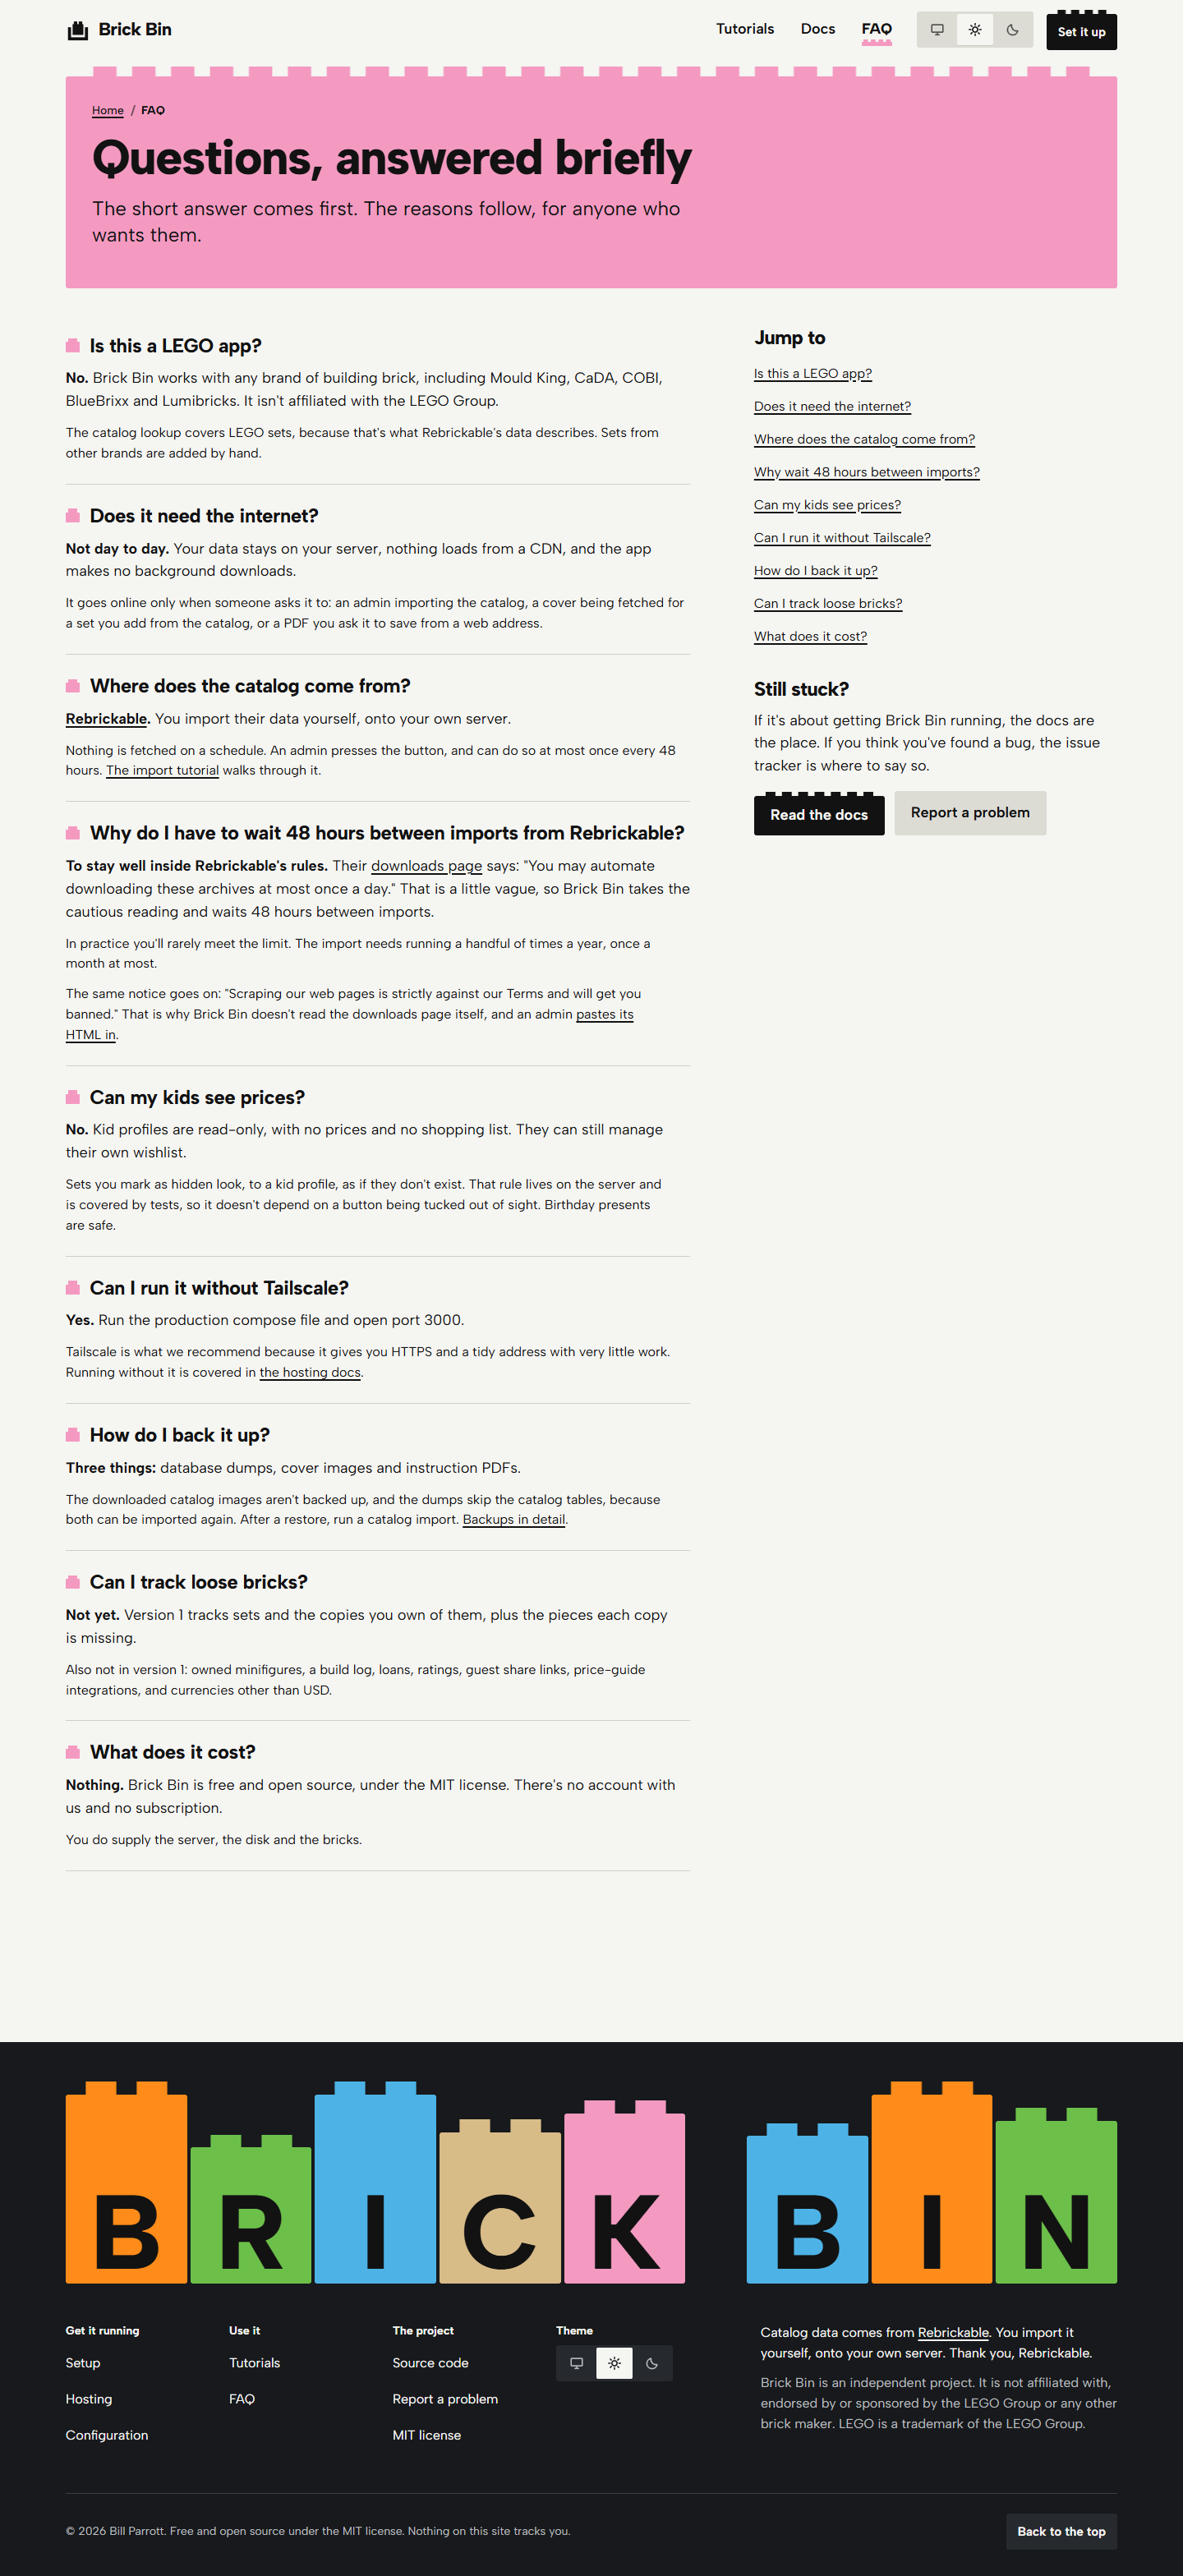 Brick Bin
Tutorials
Docs
FAQ
Set it up
Home / FAQ
Questions, answered briefly
The short answer comes first. The reasons follow, for anyone who
wants them.
Is this a LEGO app?
No. Brick Bin works with any brand of building brick, including Mould King, CaDA, COBI,
BlueBrixx and Lumibricks. It isn't affiliated with the LEGO Group.
The catalog lookup covers LEGO sets, because that's what Rebrickable's data describes. Sets from
other brands are added by hand.
Does it need the internet?
Not day to day. Your data stays on your server, nothing loads from a CDN, and the app
makes no background downloads.
It goes online only when someone asks it to: an admin importing the catalog, a cover being fetched for
a set you add from the catalog, or a PDF you ask it to save from a web address.
Where does the catalog come from?
Rebrickable. You import their data yourself, onto your own server.
Nothing is fetched on a schedule. An admin presses the button, and can do so at most once every 48
hours. The import tutorial walks through it.
Why do I have to wait 48 hours between imports from Rebrickable?
To stay well inside Rebrickable's rules. Their downloads page says: "You may automate
downloading these archives at most once a day." That is a little vague, so Brick Bin takes the
cautious reading and waits 48 hours between imports.
In practice you'll rarely meet the limit. The import needs running a handful of times a year, once a
month at most.
The same notice goes on: "Scraping our web pages is strictly against our Terms and will get you
banned." That is why Brick Bin doesn't read the downloads page itself, and an admin pastes its
HTML in.
Can my kids see prices?
No. Kid profiles are read-only, with no prices and no shopping list. They can still manage
their own wishlist.
Sets you mark as hidden look, to a kid profile, as if they don't exist. That rule lives on the server and
is covered by tests, so it doesn't depend on a button being tucked out of sight. Birthday presents
are safe.
Can I run it without Tailscale?
Yes. Run the production compose file and open port 3000.
Tailscale is what we recommend because it gives you HTTPS and a tidy address with very little work.
Running without it is covered in the hosting docs.
How do I back it up?
Three things: database dumps, cover images and instruction PDFs.
The downloaded catalog images aren't backed up, and the dumps skip the catalog tables, because
both can be imported again. After a restore, run a catalog import. Backups in detail.
Can I track loose bricks?
Not yet. Version 1 tracks sets and the copies you own of them, plus the pieces each copy
is missing.
Also not in version 1: owned minifigures, a build log, loans, ratings, guest share links, price-guide
integrations, and currencies other than USD.
What does it cost?
Nothing. Brick Bin is free and open source, under the MIT license. There's no account with
us and no subscription.
You do supply the server, the disk and the bricks.
Jump to
Is this a LEGO app?
Does it need the internet?
Where does the catalog come from?
Why wait 48 hours between imports?
Can my kids see prices?
Can I run it without Tailscale?
How do I back it up?
Can I track loose bricks?
What does it cost?
Still stuck?
If it's about getting Brick Bin running, the docs are
the place. If you think you've found a bug, the issue
tracker is where to say so.
Read the docs
Report a problem
BRICK BIN
Get it running
Setup
Hosting
Configuration
Use it
Tutorials
FAQ
The project
Source code
Report a problem
MIT license
Theme
Catalog data comes from Rebrickable. You import it
yourself, onto your own server. Thank you, Rebrickable.
Brick Bin is an independent project. It is not affiliated with,
endorsed by or sponsored by the LEGO Group or any other
brick maker. LEGO is a trademark of the LEGO Group.
© 2026 Bill Parrott. Free and open source under the MIT license. Nothing on this site tracks you.
Back to the top